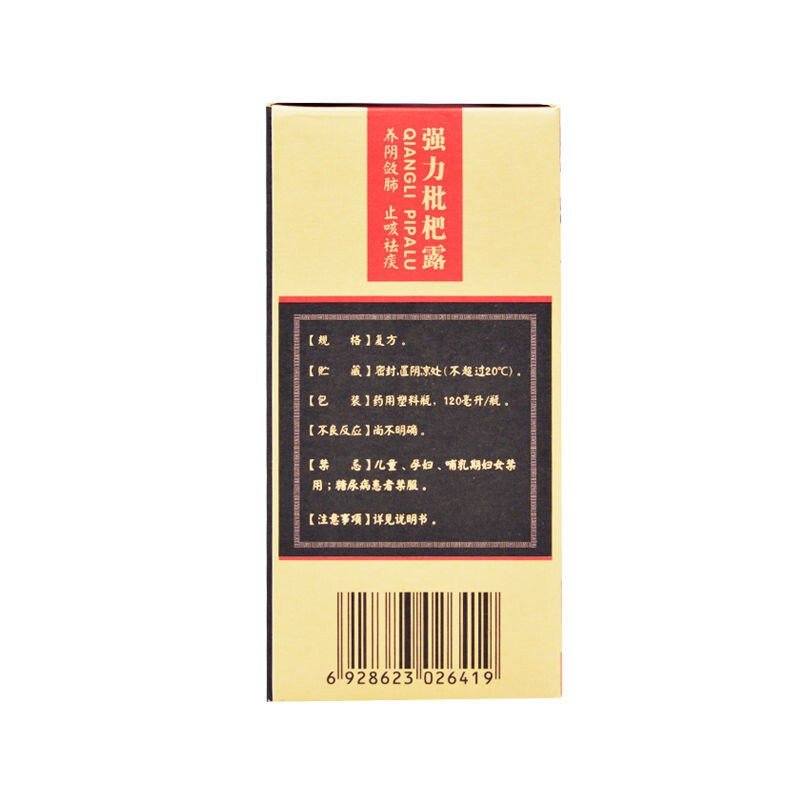 强力枇杷露
QIANGLI PIPALU
养阴敛肺 止咳祛痰
【规 格】复方。
【贮 藏】密封,置阴凉处(不超过20℃)。
【包 装】药用塑料瓶，120毫升/瓶。
【不良反应】尚不明确。
【禁 忌】儿童、孕妇、哺乳期妇女禁
用；糖尿病患者禁服。
【注意事项】详见说明书。
6 928623 026419